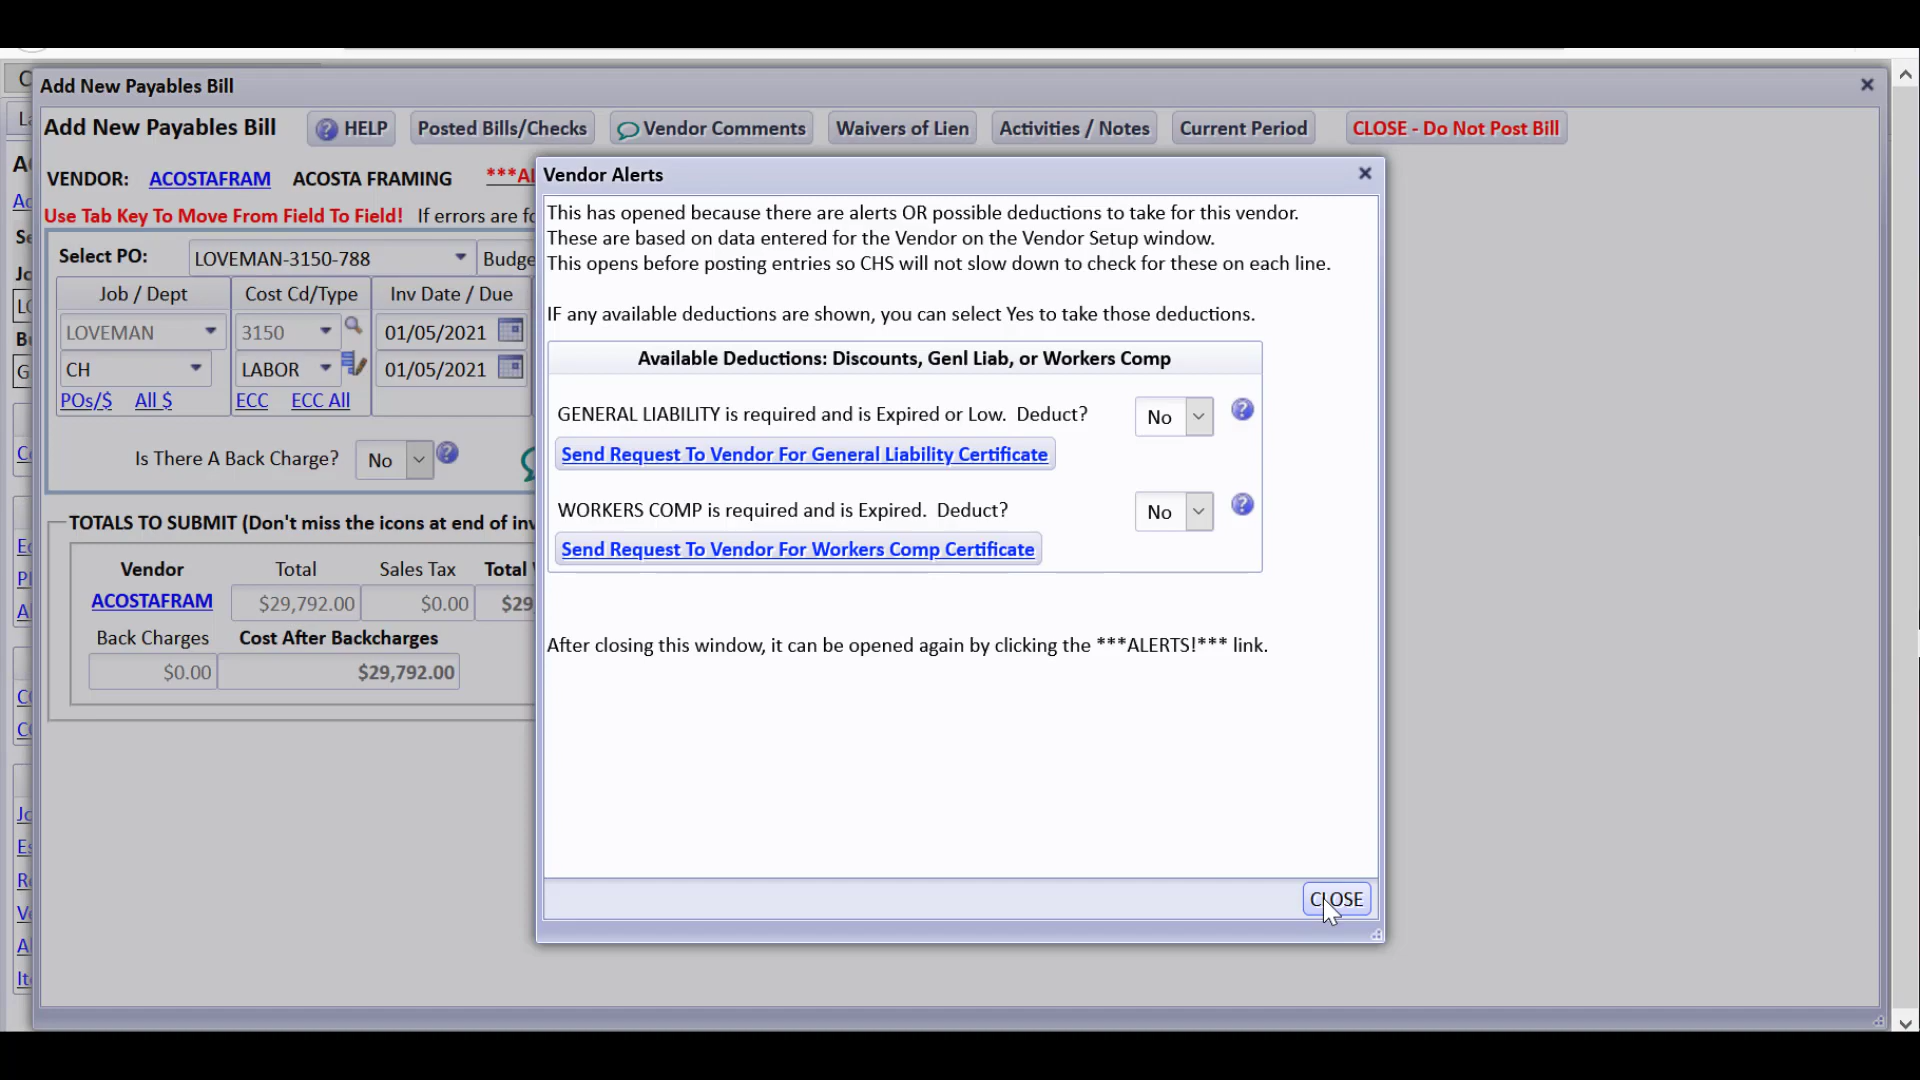 Add New Payables Bill
Add New Payables Bill
HELP
Posted Bills/Checks
Vendor Comments
Waivers of Lien
Activities / Notes
Current Period
CLOSE - Do Not Post Bill
VENDOR: ACOSTAFRAM ACOSTA FRAMING ***AL
Use Tab Key To Move From Field To Field! If errors are fo
Select PO: LOVEMAN-3150-788 Budge
Job / Dept Cost Cd/Type Inv Date / Due
LOVEMAN 3150 01/05/2021
CH LABOR 01/05/2021
POs/$ All $ ECC ECC All
Is There A Back Charge? No
TOTALS TO SUBMIT (Don't miss the icons at end of inv
Vendor Total Sales Tax Total
ACOSTAFRAM $29,792.00 $0.00 $29
Back Charges Cost After Backcharges
$0.00 $29,792.00
Vendor Alerts
This has opened because there are alerts OR possible deductions to take for this vendor.
These are based on data entered for the Vendor on the Vendor Setup window.
This opens before posting entries so CHS will not slow down to check for these on each line.
IF any available deductions are shown, you can select Yes to take those deductions.
Available Deductions: Discounts, Genl Liab, or Workers Comp
GENERAL LIABILITY is required and is Expired or Low. Deduct? No
Send Request To Vendor For General Liability Certificate
WORKERS COMP is required and is Expired. Deduct? No
Send Request To Vendor For Workers Comp Certificate
After closing this window, it can be opened again by clicking the ***ALERTS!*** link.
CLOSE